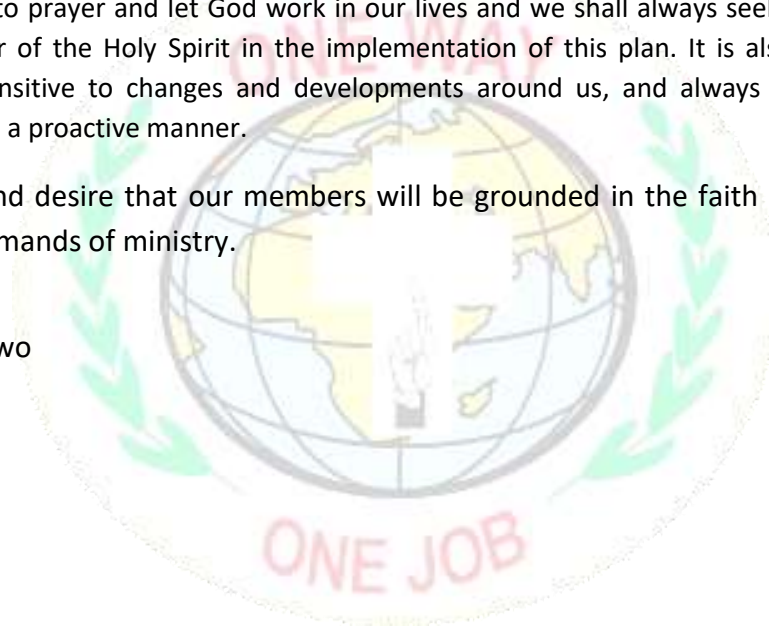 to prayer and let God work in our lives and we shall always seek
r of the Holy Spirit in the implementation of this plan. It is als
nsitive to changes and developments around us, and always
a proactive manner.
nd desire that our members will be grounded in the faith
mands of ministry.
wo
ONE WAY
ONE JOB